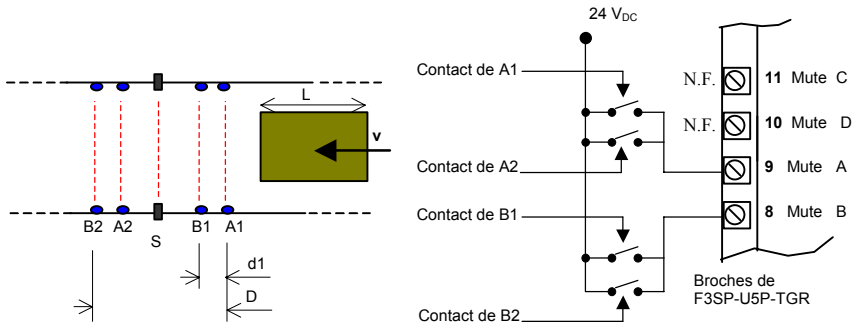 L
v
B2 A2 S B1 A1
d1
D
24 V DC
Contact de A1
Contact de A2
Contact de B1
Contact de B2
N.F. 11 Mute C
N.F. 10 Mute D
9 Mute A
8 Mute B
Broches de
F3SP-U5P-TGR